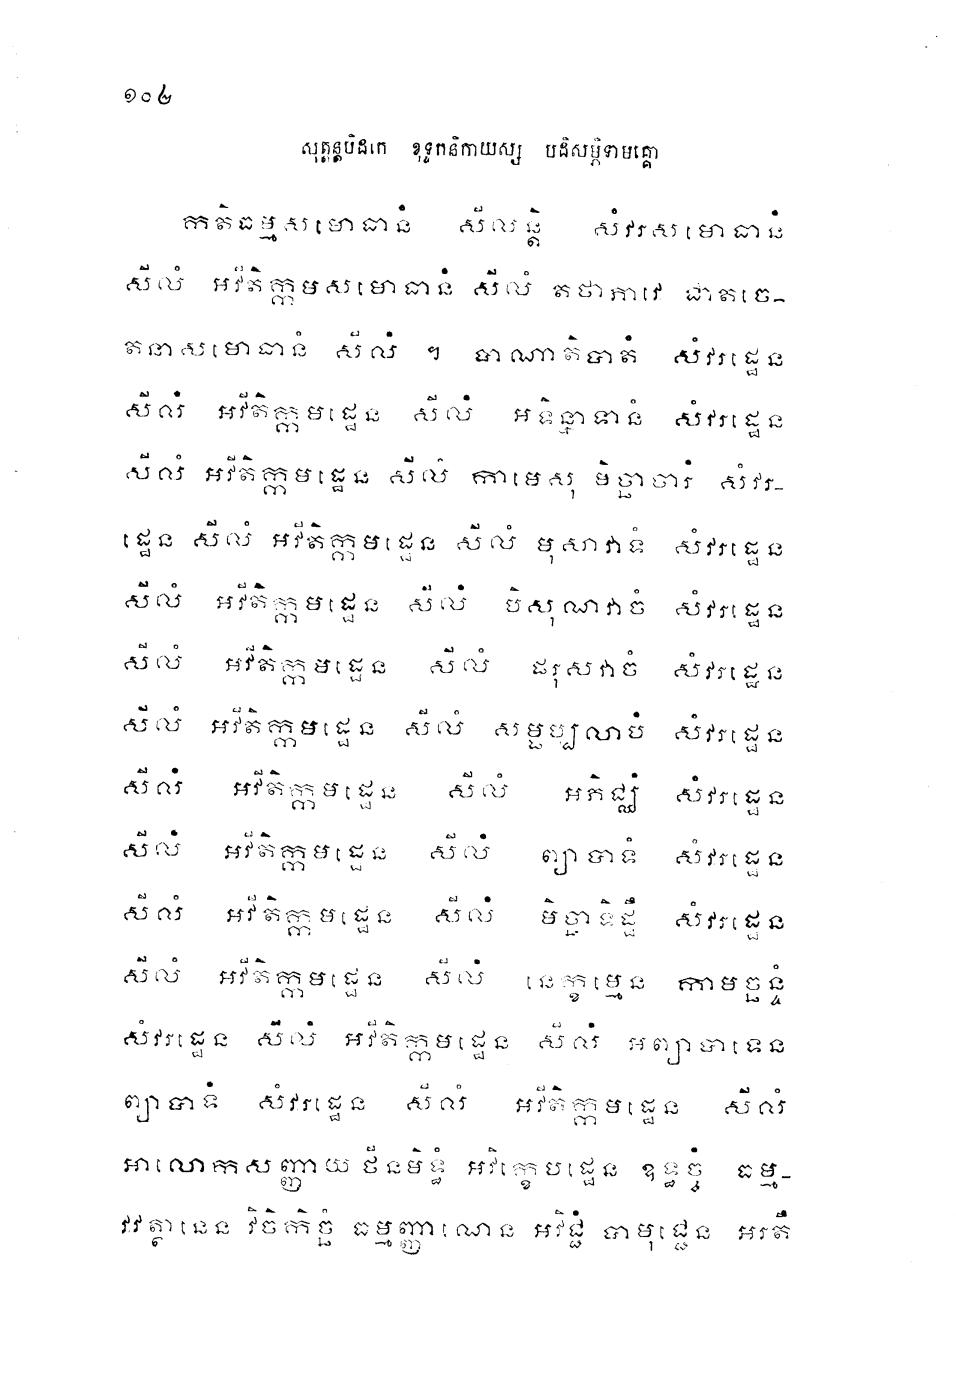 ១០៤
សុត្តន្តបិដកេ ខុទ្ទកនិកាយស្ស បដិសម្ភិទាមគ្គោ
កតិធម្មសមោធានំ សីលន្តិ សំវរសមោធានំ
សីលំ អវីតិក្កមសមោធានំ សីលំ តថាភាវេ ជាតចេ-
តនាសមោធានំ សីលំ ។ បាណាតិបាតំ សំវរដ្ឋេន
សីលំ អវីតិក្កមដ្ឋេន សីលំ អទិន្នាទានំ សំវរដ្ឋេន
សីលំ អវីតិក្កមដ្ឋេន សីលំ កាមេសុ មិច្ឆាចារំ សំវរ-
ដ្ឋេន សីលំ អវីតិក្កមដ្ឋេន សីលំ មុសាវាទំ សំវរដ្ឋេន
សីលំ អវីតិក្កមដ្ឋេន សីលំ បិសុណាវាចំ សំវរដ្ឋេន
សីលំ អវីតិក្កមដ្ឋេន សីលំ ផរុសវាចំ សំវរដ្ឋេន
សីលំ អវីតិក្កមដ្ឋេន សីលំ សម្ផប្បលាបំ សំវរដ្ឋេន
សីលំ អវីតិក្កមដ្ឋេន សីលំ អភិជ្ឈំ សំវរដ្ឋេន
សីលំ អវីតិក្កមដ្ឋេន សីលំ ព្យាបាទំ សំវរដ្ឋេន
សីលំ អវីតិក្កមដ្ឋេន សីលំ មិច្ឆាទិដ្ឋឹ សំវរដ្ឋេន
សីលំ អវីតិក្កមដ្ឋេន សីលំ នេក្ខម្មេន កាមច្ឆន្ទំ
សំវរដ្ឋេន សីលំ អវីតិក្កមដ្ឋេន សីលំ អព្យាបាទេន
ព្យាបាទំ សំវរដ្ឋេន សីលំ អវីតិក្កមដ្ឋេន សីលំ
អាលោកសញ្ញាយ ថីនមិទ្ធំ អវិក្ខេបដ្ឋេន ឧទ្ធច្ចំ ធម្ម-
វវត្ថានេន វិចិកិច្ឆំ ធម្មញ្ញាណេន អវិជ្ជំ បាមុជ្ជេន អរតឹ